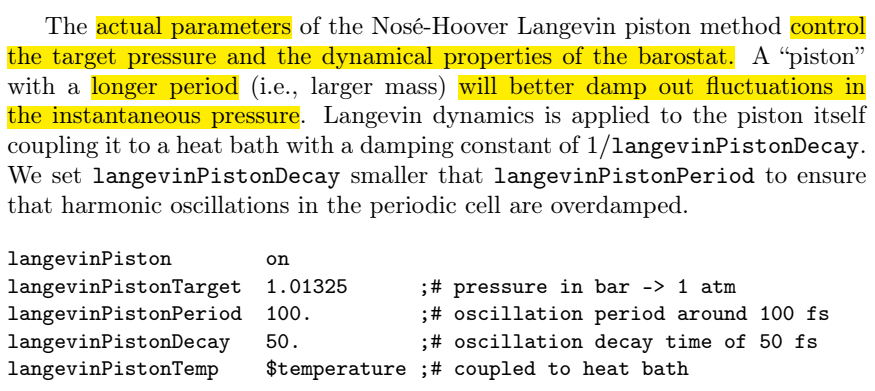 The actual parameters of the Nosé-Hoover Langevin piston method control
the target pressure and the dynamical properties of the barostat. A “piston”
with a longer period (i.e., larger mass) will better damp out fluctuations in
the instantaneous pressure. Langevin dynamics is applied to the piston itself
coupling it to a heat bath with a damping constant of 1/langevinPistonDecay.
We set langevinPistonDecay smaller that langevinPistonPeriod to ensure
that harmonic oscillations in the periodic cell are overdamped.
langevinPiston on
langevinPistonTarget 1.01325 ;# pressure in bar -> 1 atm
langevinPistonPeriod 100. ;# oscillation period around 100 fs
langevinPistonDecay 50. ;# oscillation decay time of 50 fs
langevinPistonTemp $temperature ;# coupled to heat bath